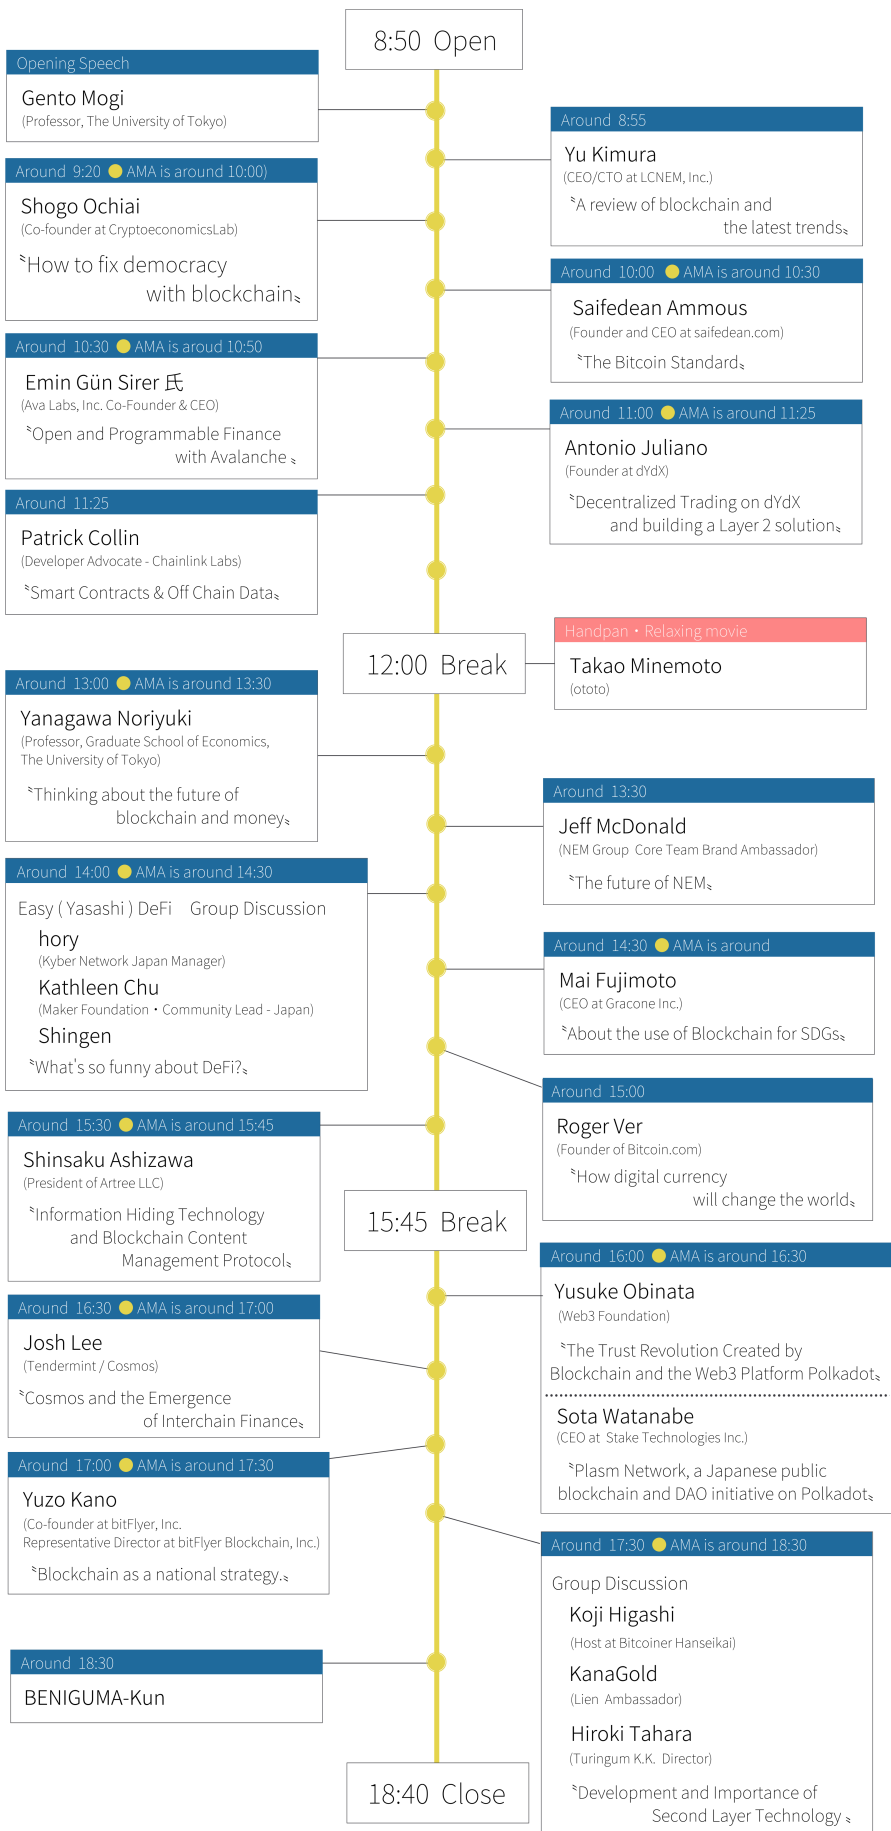 8:50 Open
Opening Speech
Gento Mogi
(Professor, The University of Tokyo)
Around 8:55
Yu Kimura
(CEO/CTO at LCNEM, Inc.)
〝A review of blockchain and
the latest trends〟
Around 9:20 ● AMA is around 10:00)
Shogo Ochiai
(Co-founder at CryptoeconomicsLab)
〝How to fix democracy
with blockchain〟
Around 10:00 ● AMA is around 10:30
Saifedean Ammous
(Founder and CEO at saifedean.com)
〝The Bitcoin Standard〟
Around 10:30 ● AMA is aroud 10:50
Emin Gün Sirer 氏
(Ava Labs, Inc. Co-Founder & CEO)
〝Open and Programmable Finance
with Avalanche 〟
Around 11:00 ● AMA is around 11:25
Antonio Juliano
(Founder at dYdX)
〝Decentralized Trading on dYdX
and building a Layer 2 solution〟
Around 11:25
Patrick Collin
(Developer Advocate - Chainlink Labs)
〝Smart Contracts & Off Chain Data〟
12:00 Break
Handpan・Relaxing movie
Takao Minemoto
(ototo)
Around 13:00 ● AMA is around 13:30
Yanagawa Noriyuki
(Professor, Graduate School of Economics,
The University of Tokyo)
〝Thinking about the future of
blockchain and money〟
Around 13:30
Jeff McDonald
(NEM Group Core Team Brand Ambassador)
〝The future of NEM〟
Around 14:00 ● AMA is around 14:30
Easy ( Yasashi ) DeFi Group Discussion
hory
(Kyber Network Japan Manager)
Kathleen Chu
(Maker Foundation・Community Lead - Japan)
Shingen
〝What's so funny about DeFi?〟
Around 14:30 ● AMA is around
Mai Fujimoto
(CEO at Gracone Inc.)
〝About the use of Blockchain for SDGs〟
Around 15:00
Roger Ver
(Founder of Bitcoin.com)
〝How digital currency
will change the world〟
Around 15:30 ● AMA is around 15:45
Shinsaku Ashizawa
(President of Artree LLC)
〝Information Hiding Technology
and Blockchain Content
Management Protocol〟
15:45 Break
Around 16:00 ● AMA is around 16:30
Yusuke Obinata
(Web3 Foundation)
〝The Trust Revolution Created by
Blockchain and the Web3 Platform Polkadot〟
Sota Watanabe
(CEO at Stake Technologies Inc.)
〝Plasm Network, a Japanese public
blockchain and DAO initiative on Polkadot〟
Around 16:30 ● AMA is around 17:00
Josh Lee
(Tendermint / Cosmos)
〝Cosmos and the Emergence
of Interchain Finance〟
Around 17:00 ● AMA is around 17:30
Yuzo Kano
(Co-founder at bitFlyer, Inc.
Representative Director at bitFlyer Blockchain, Inc.)
〝Blockchain as a national strategy.〟
Around 17:30 ● AMA is around 18:30
Group Discussion
Koji Higashi
(Host at Bitcoiner Hanseikai)
KanaGold
(Lien Ambassador)
Hiroki Tahara
(Turingum K.K. Director)
〝Development and Importance of
Second Layer Technology 〟
Around 18:30
BENIGUMA-Kun
18:40 Close